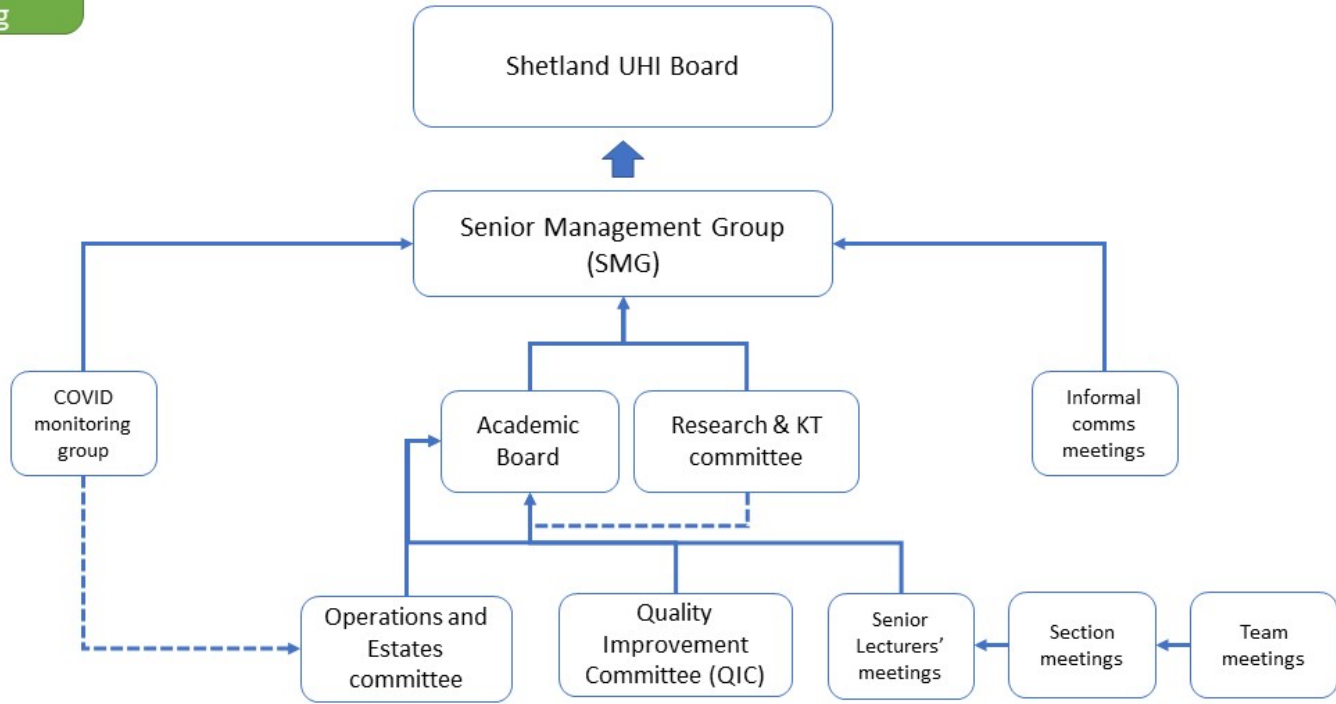 g
Shetland UHI Board
Senior Management Group
(SMG)
COVID
monitoring
group
Academic
Board
Research & KT
committee
Informal
comms
meetings
Operations and
Estates
committee
Quality
Improvement
Committee (QIC)
Senior
Lecturers’
meetings
Section
meetings
Team
meetings